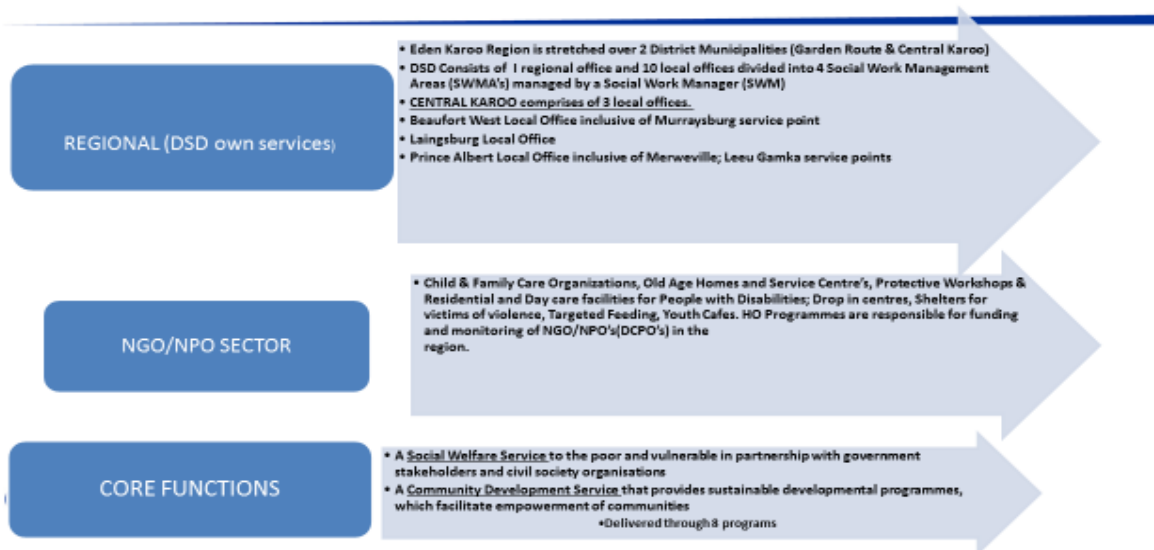 REGIONAL (DSD own services)
• Eden Karoo Region is stretched over 2 District Municipalities (Garden Route & Central Karoo)
• DSD Consists of 1 regional office and 10 local offices divided into 4 Social Work Management
Areas (SWMA's) managed by a Social Work Manager (SWM)
• CENTRAL KAROO comprises of 3 local offices.
• Beaufort West Local Office inclusive of Murraysburg service point
• Laingsburg Local Office
• Prince Albert Local Office inclusive of Merweville; Leeu Gamka service points
NGO/NPO SECTOR
• Child & Family Care Organizations, Old Age Homes and Service Centre's, Protective Workshops &
Residential and Day care facilities for People with Disabilities; Drop in centres, Shelters for
victims of violence, Targeted Feeding, Youth Cafes. HO Programmes are responsible for funding
and monitoring of NGO/NPO's(DCPO's) in the
region.
CORE FUNCTIONS
• A Social Welfare Service to the poor and vulnerable in partnership with government
stakeholders and civil society organisations
• A Community Development Service that provides sustainable developmental programmes,
which facilitate empowerment of communities
•Delivered through 8 programs